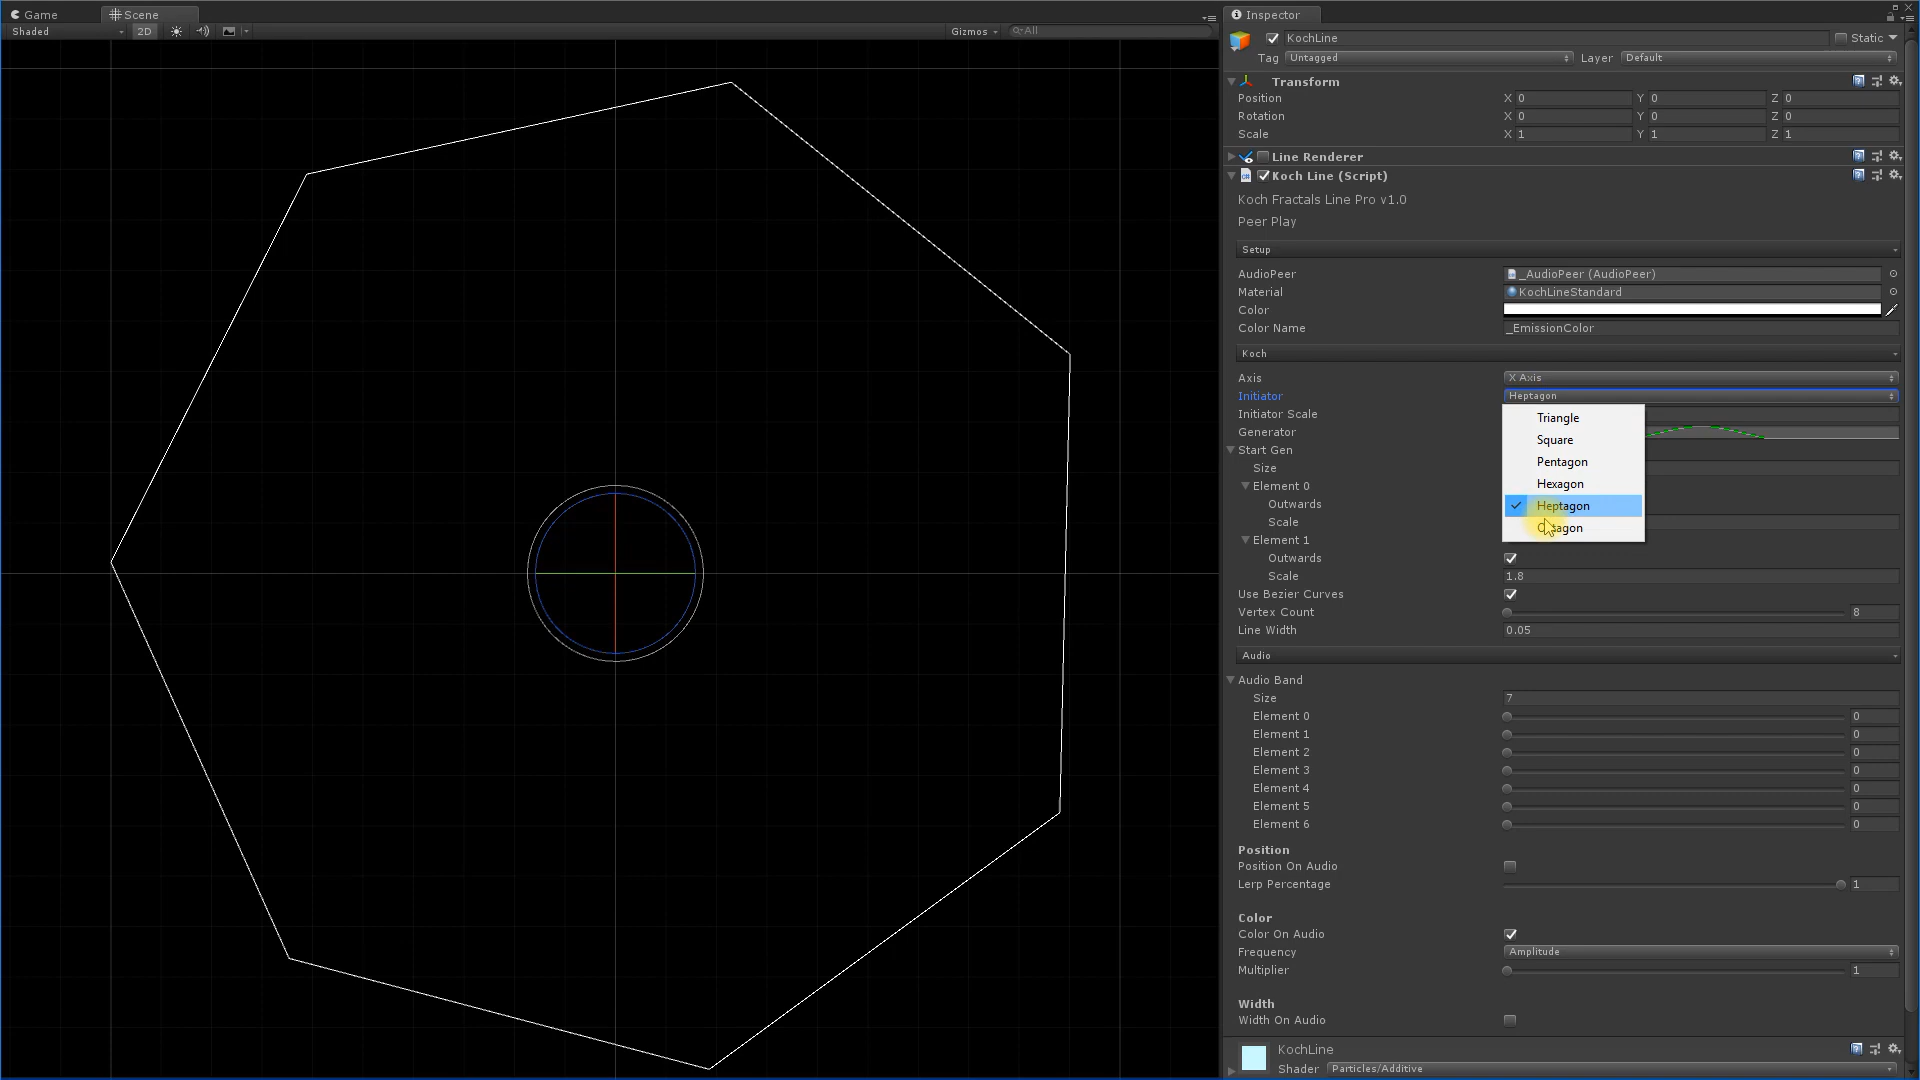 Game
Scene
Shaded
2D
Gizmos
All
Inspector
KochLine
Static
Tag Untagged Layer Default
Transform
Position X 0 Y 0 Z 0
Rotation X 0 Y 0 Z 0
Scale X 1 Y 1 Z 1
Line Renderer
Koch Line (Script)
Koch Fractals Line Pro v1.0
Peer Play
Setup
AudioPeer _AudioPeer (AudioPeer)
Material KochLineStandard
Color
Color Name _EmissionColor
Koch
Axis X Axis
Initiator Heptagon
Initiator Scale
Generator
Start Gen
Size
Element 0
Outwards
Scale
Triangle
Square
Pentagon
Hexagon
Heptagon
Octagon
Element 1
Outwards
Scale 1.8
Use Bezier Curves
Vertex Count 8
Line Width 0.05
Audio
Audio Band
Size 7
Element 0 0
Element 1 0
Element 2 0
Element 3 0
Element 4 0
Element 5 0
Element 6 0
Position
Position On Audio
Lerp Percentage 1
Color
Color On Audio
Frequency Amplitude
Multiplier 1
Width
Width On Audio
KochLine
Shader Particles/Additive